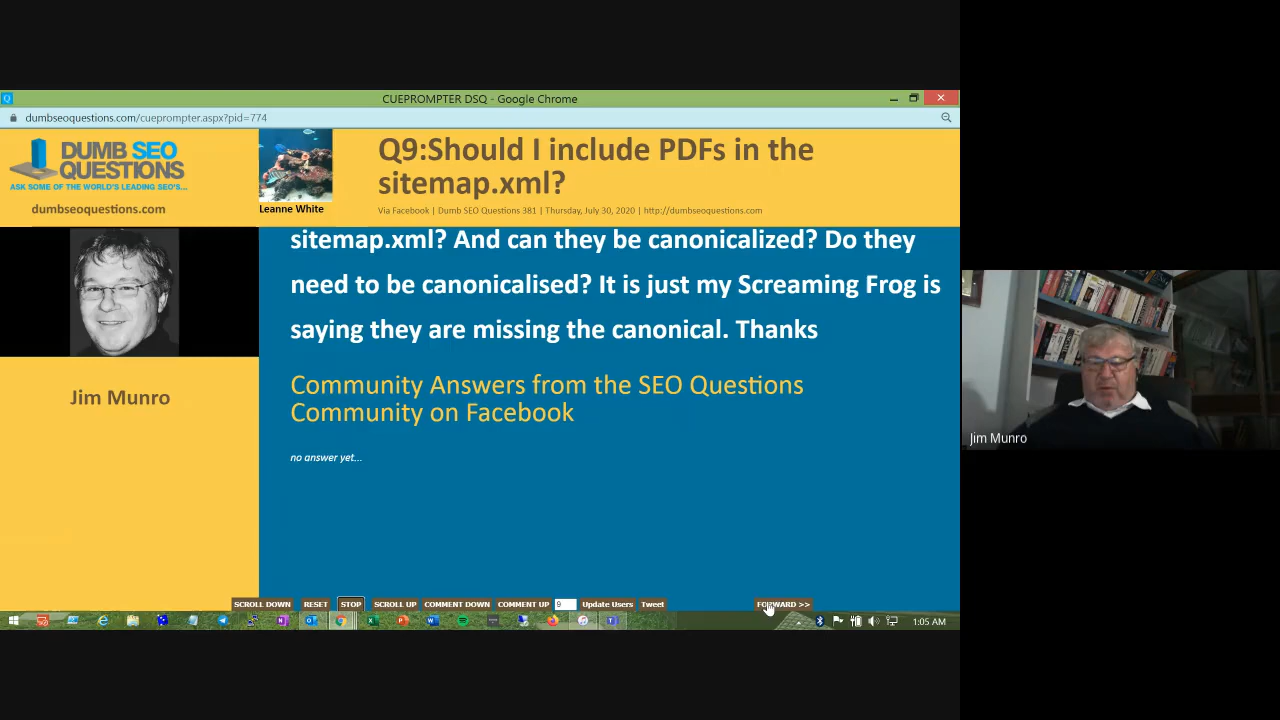 CUEPROMPTER DSQ - Google Chrome
dumbseoquestions.com/cueprompter.aspx?pid=774
DUMB SEO
QUESTIONS
ASK SOME OF THE WORLD'S LEADING SEO'S...
dumbseoquestions.com
Leanne White
Q9:Should I include PDFs in the
sitemap.xml?
Via Facebook | Dumb SEO Questions 381 | Thursday, July 30, 2020 | http://dumbseoquestions.com
Jim Munro
sitemap.xml? And can they be canonicalized? Do they
need to be canonicalised? It is just my Screaming Frog is
saying they are missing the canonical. Thanks
Community Answers from the SEO Questions
Community on Facebook
no answer yet...
Jim Munro
SCROLL DOWN RESET STOP SCROLL UP COMMENT DOWN COMMENT UP 9 Update Users Tweet FORWARD >>
1:05 AM